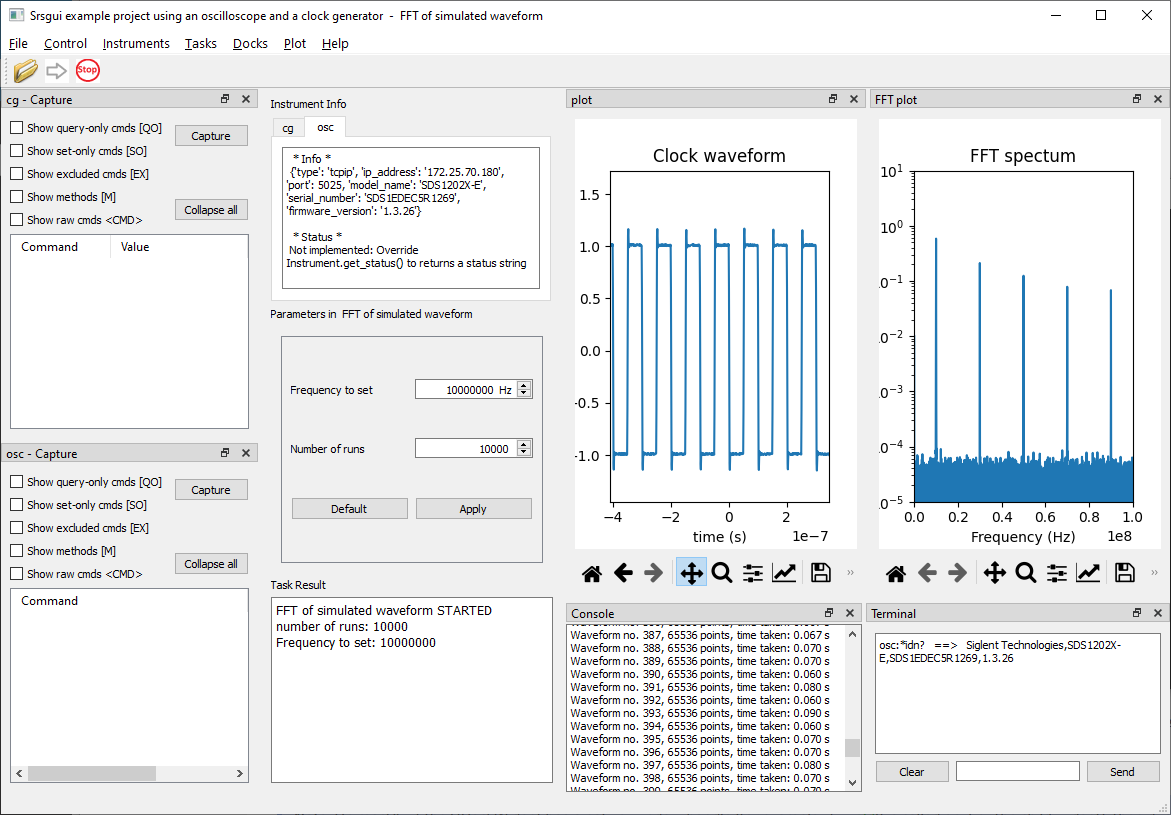 Srsgui example project using an oscilloscope and a clock generator - FFT of simulated waveform
File Control Instruments Tasks Docks Plot Help
Stop
cg - Capture
Show query-only cmds [QO]
Show set-only cmds [SO]
Show excluded cmds [EX]
Show methods [M]
Show raw cmds <CMD>
Capture
Collapse all
Command Value
osc - Capture
Show query-only cmds [QO]
Show set-only cmds [SO]
Show excluded cmds [EX]
Show methods [M]
Show raw cmds <CMD>
Capture
Collapse all
Command
Instrument Info
cg osc
* Info *
{'type': 'tcpip', 'ip_address': '172.25.70.180',
'port': 5025, 'model_name': 'SDS1202X-E',
'serial_number': 'SDS1EDEC5R1269',
'firmware_version': '1.3.26'}
* Status *
Not implemented: Override
Instrument.get_status() to returns a status string
Parameters in FFT of simulated waveform
Frequency to set 10000000 Hz
Number of runs 10000
Default Apply
Task Result
FFT of simulated waveform STARTED
number of runs: 10000
Frequency to set: 10000000
plot
Clock waveform
1.5
1.0
0.5
0.0
-0.5
-1.0
−4 −2 0 2
time (s) 1e−7
FFT plot
FFT spectum
10^1
10^0
10^-1
10^-2
10^-3
10^-4
10^-5
0.0 0.2 0.4 0.6 0.8 1.0
Frequency (Hz) 1e8
Console
Waveform no. 387, 65536 points, time taken: 0.067 s
Waveform no. 388, 65536 points, time taken: 0.070 s
Waveform no. 389, 65536 points, time taken: 0.070 s
Waveform no. 390, 65536 points, time taken: 0.060 s
Waveform no. 391, 65536 points, time taken: 0.080 s
Waveform no. 392, 65536 points, time taken: 0.060 s
Waveform no. 393, 65536 points, time taken: 0.090 s
Waveform no. 394, 65536 points, time taken: 0.060 s
Waveform no. 395, 65536 points, time taken: 0.070 s
Waveform no. 396, 65536 points, time taken: 0.070 s
Waveform no. 397, 65536 points, time taken: 0.080 s
Waveform no. 398, 65536 points, time taken: 0.070 s
Terminal
osc:*idn? ==> Siglent Technologies,SDS1202X-
E,SDS1EDEC5R1269,1.3.26
Clear Send